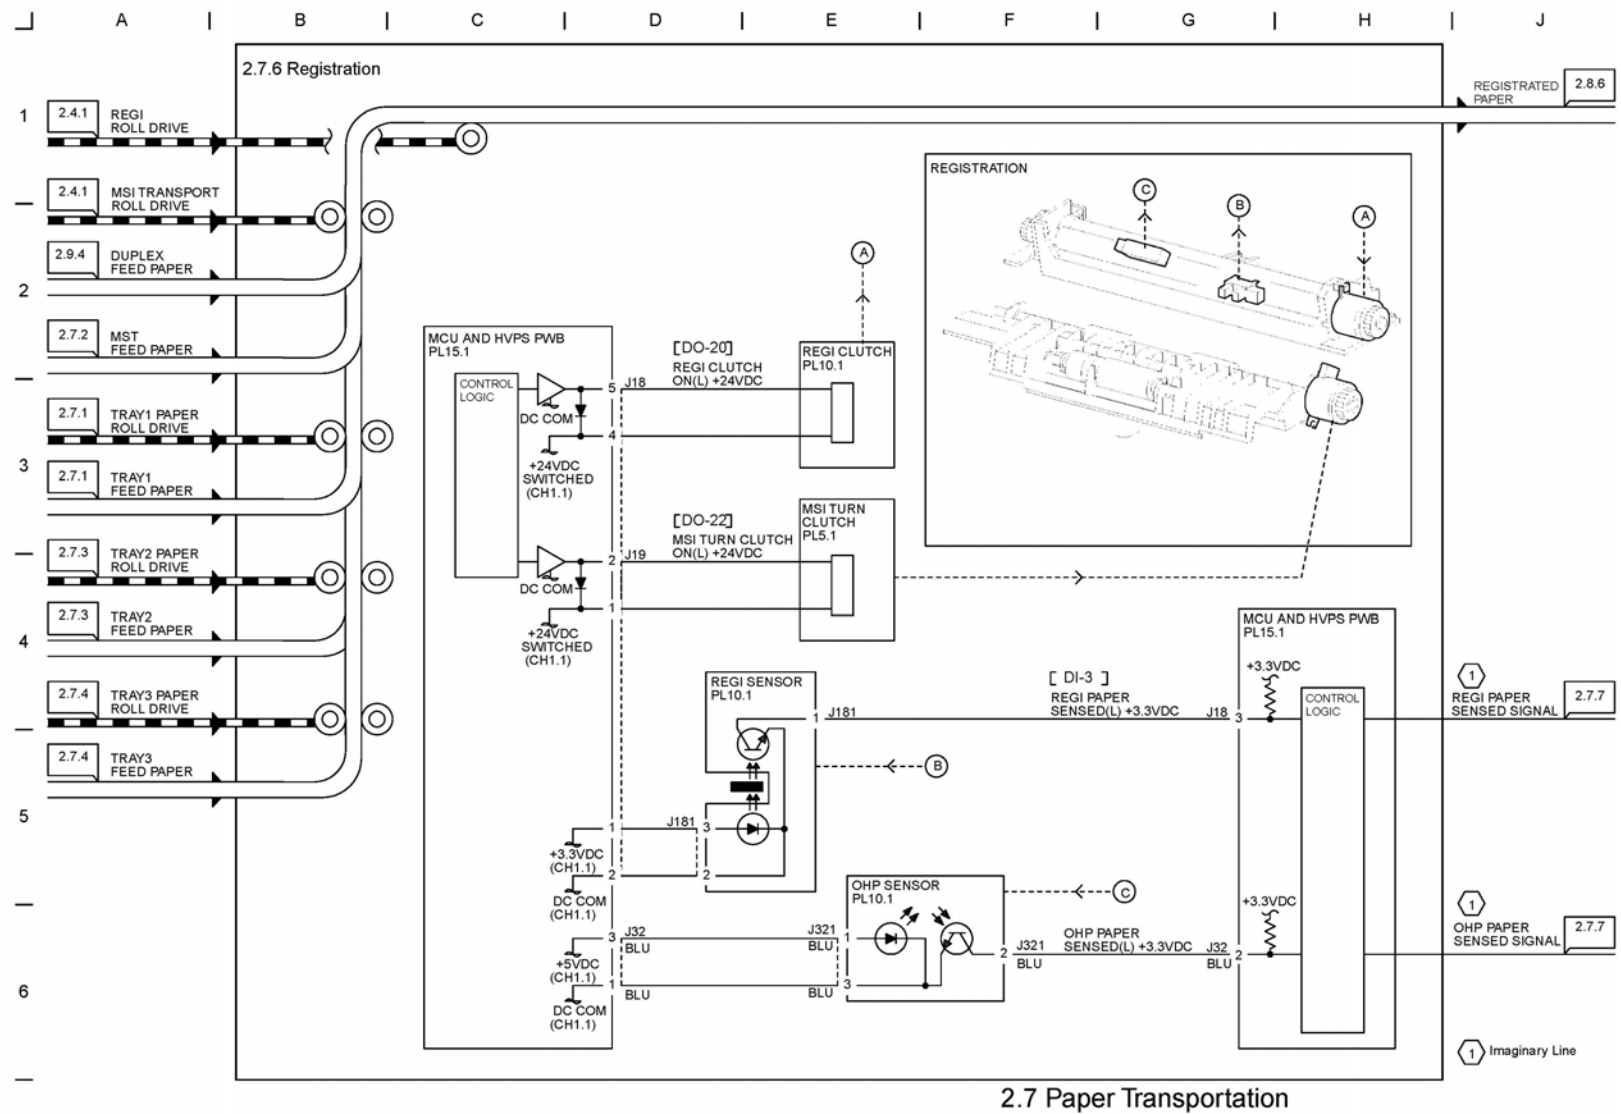 A B C D E F G H J
2.7.6 Registration
1
2.4.1
REGI
ROLL DRIVE
2.4.1
MSI TRANSPORT
ROLL DRIVE
2.9.4
DUPLEX
FEED PAPER
2
2.7.2
MST
FEED PAPER
2.7.1
TRAY1 PAPER
ROLL DRIVE
3
2.7.1
TRAY1
FEED PAPER
2.7.3
TRAY2 PAPER
ROLL DRIVE
2.7.3
TRAY2
FEED PAPER
4
2.7.4
TRAY3 PAPER
ROLL DRIVE
2.7.4
TRAY3
FEED PAPER
5
6
REGISTRATED
PAPER
2.8.6
REGISTRATION
C
B
A
A
MCU AND HVPS PWB
PL15.1
CONTROL
LOGIC
DC COM
+24VDC
SWITCHED
(CH1.1)
5 J18
4
[DO-20]
REGI CLUTCH
ON(L) +24VDC
REGI CLUTCH
PL10.1
DC COM
+24VDC
SWITCHED
(CH1.1)
2 J19
1
[DO-22]
MSI TURN CLUTCH
ON(L) +24VDC
MSI TURN
CLUTCH
PL5.1
REGI SENSOR
PL10.1
1 J181
[ DI-3 ]
REGI PAPER
SENSED(L) +3.3VDC
J18 3
MCU AND HVPS PWB
PL15.1
+3.3VDC
CONTROL
LOGIC
1
REGI PAPER
SENSED SIGNAL
2.7.7
B
1
J181 3
+3.3VDC
(CH1.1)
2
2
DC COM
(CH1.1)
OHP SENSOR
PL10.1
C
3 J32
BLU
J321 1
BLU
+5VDC
(CH1.1)
1
BLU
BLU
3
DC COM
(CH1.1)
2 J321
BLU
OHP PAPER
SENSED(L) +3.3VDC
J32 2
BLU
+3.3VDC
1
OHP PAPER
SENSED SIGNAL
2.7.7
1 Imaginary Line
2.7 Paper Transportation